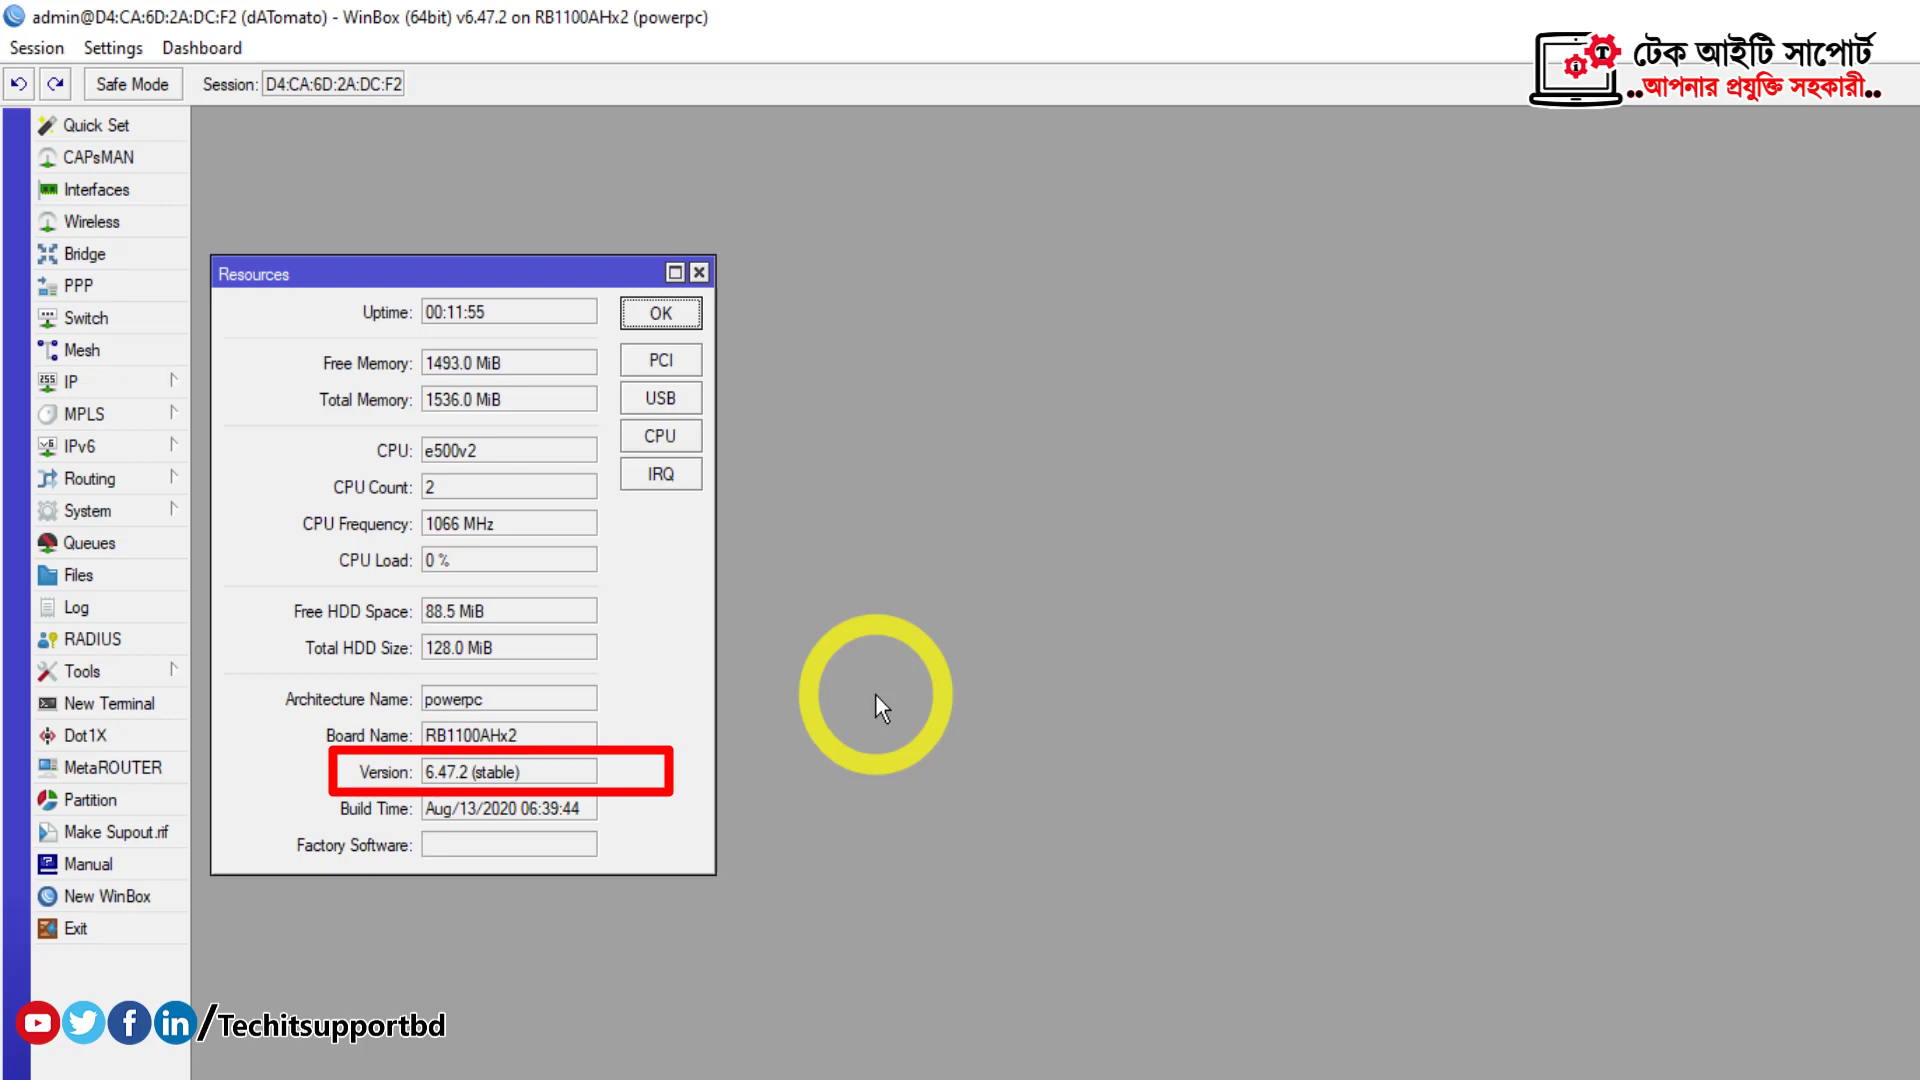 admin@D4:CA:6D:2A:DC:F2 (dATomato) - WinBox (64bit) v6.47.2 on RB1100AHx2 (powerpc)
Session Settings Dashboard
Safe Mode Session: D4:CA:6D:2A:DC:F2
টেক আইটি সাপোর্ট
..আপনার প্রযুক্তি সহকারী..
Quick Set
CAPsMAN
Interfaces
Wireless
Bridge
PPP
Switch
Mesh
255 IP
MPLS
v6 IPv6
Routing
System
Queues
Files
Log
RADIUS
Tools
New Terminal
Dot1X
MetaROUTER
Partition
Make Supout.rif
Manual
New WinBox
Exit
Resources
Uptime: 00:11:55
Free Memory: 1493.0 MiB
Total Memory: 1536.0 MiB
CPU: e500v2
CPU Count: 2
CPU Frequency: 1066 MHz
CPU Load: 0 %
Free HDD Space: 88.5 MiB
Total HDD Size: 128.0 MiB
Architecture Name: powerpc
Board Name: RB1100AHx2
Version: 6.47.2 (stable)
Build Time: Aug/13/2020 06:39:44
Factory Software:
OK
PCI
USB
CPU
IRQ
/Techitsupportbd